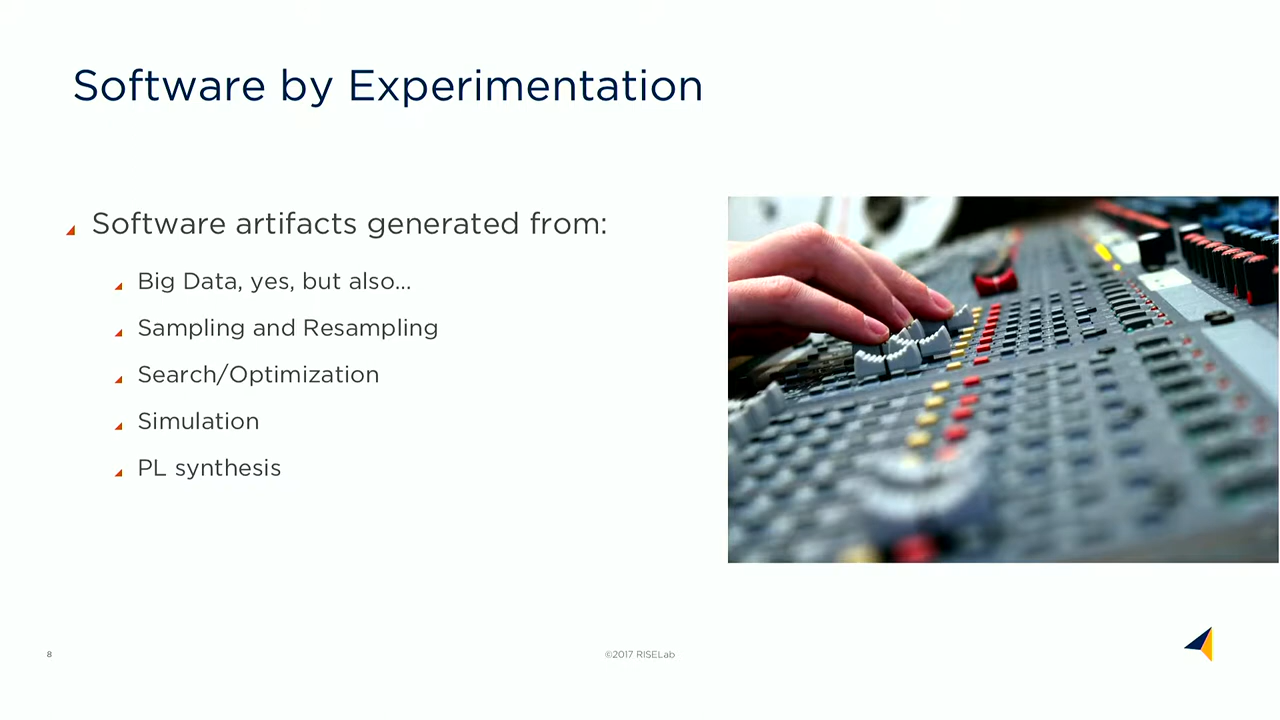 Software by Experimentation
Software artifacts generated from:
Big Data, yes, but also...
Sampling and Resampling
Search/Optimization
Simulation
PL synthesis
8
©2017 RISELab